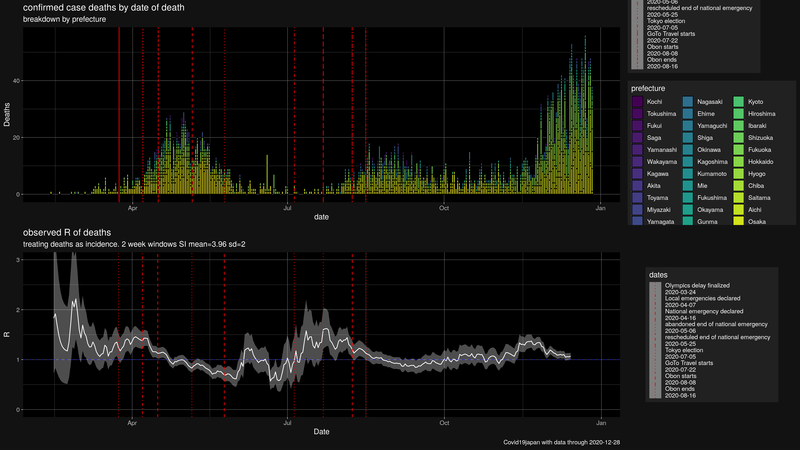 confirmed case deaths by date of death
breakdown by prefecture
Deaths
40
20
0
Apr
Jul
Oct
Jan
date
2020-05-06
rescheduled end of national emergency
2020-05-25
Tokyo election
2020-07-05
GoTo Travel starts
2020-07-22
Obon starts
2020-08-08
Obon ends
2020-08-16
prefecture
Kochi Nagasaki Kyoto
Tokushima Ehime Hiroshima
Fukui Yamaguchi Ibaraki
Saga Shiga Shizuoka
Yamanashi Okinawa Fukuoka
Wakayama Kagoshima Hokkaido
Kagawa Kumamoto Hyogo
Akita Mie Chiba
Toyama Fukushima Saitama
Miyazaki Okayama Aichi
Yamagata Gunma Osaka
observed R of deaths
treating deaths as incidence. 2 week windows SI mean=3.96 sd=2
R
3
2
1
0
Apr
Jul
Oct
Jan
Date
dates
Olympics delay finalized
2020-03-24
Local emergencies declared
2020-04-07
National emergency declared
2020-04-16
abandoned end of national emergency
2020-05-06
rescheduled end of national emergency
2020-05-25
Tokyo election
2020-07-05
GoTo Travel starts
2020-07-22
Obon starts
2020-08-08
Obon ends
2020-08-16
Covid19japan with data through 2020-12-28